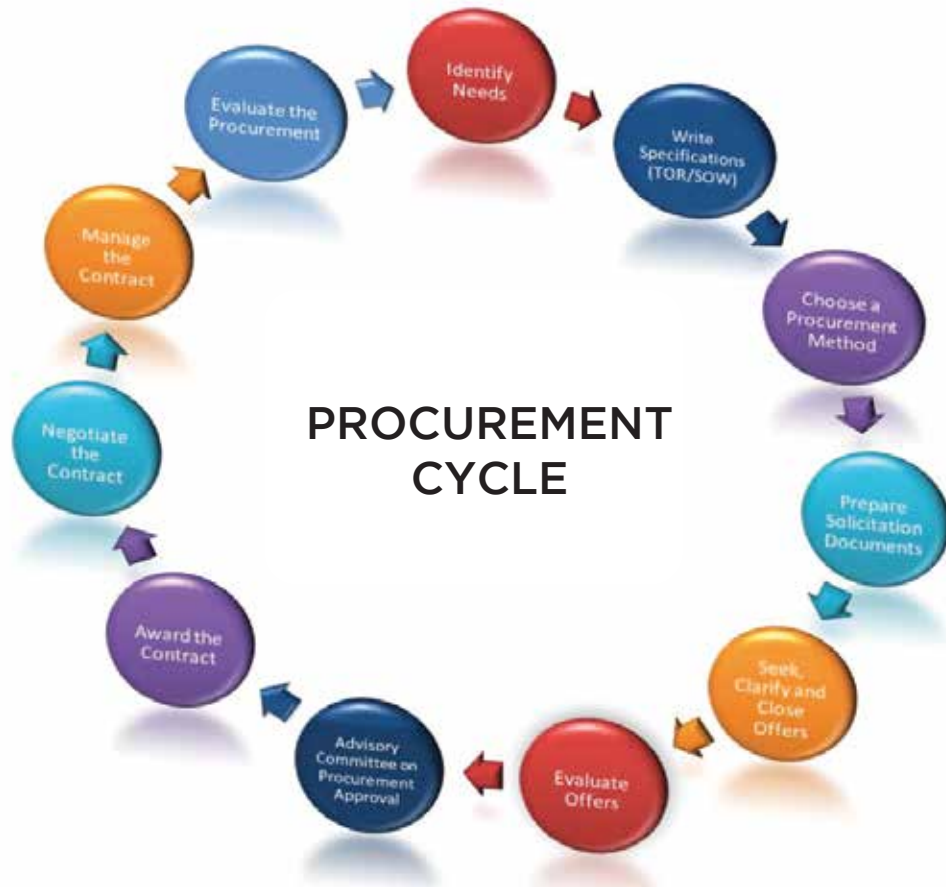 Identify
Needs
Write
Specifications
(TOR/SOW)
Choose a
Procurement
Method
Prepare
Solicitation
Documents
Seek,
Clarify and
Close
Offers
Evaluate
Offers
Advisory
Committee on
Procurement
Approval
Award the
Contract
Negotiate
the
Contract
Manage
the
Contract
Evaluate the
Procurement
PROCUREMENT
CYCLE